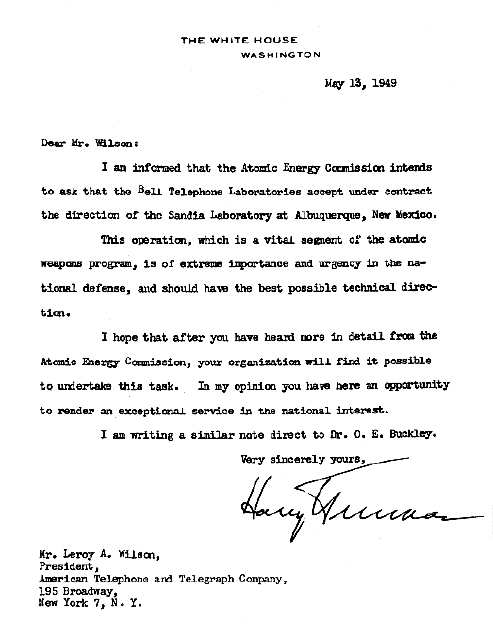 THE WHITE HOUSE
WASHINGTON
May 13, 1949
Dear Mr. Wilson:
I am informed that the Atomic Energy Commission intends
to ask that the Bell Telephone Laboratories accept under contract
the direction of the Sandia Laboratory at Albuquerque, New Mexico.
This operation, which is a vital segment of the atomic
weapons program, is of extreme importance and urgency in the na-
tional defense, and should have the best possible technical direc-
tion.
I hope that after you have heard more in detail from the
Atomic Energy Commission, your organization will find it possible
to undertake this task. In my opinion you have here an opportunity
to render an exceptional service in the national interest.
I am writing a similar note direct to Dr. O. E. Buckley.
Very sincerely yours,
Harry Truman
Mr. Leroy A. Wilson,
President,
American Telephone and Telegraph Company,
195 Broadway,
New York 7, N. Y.